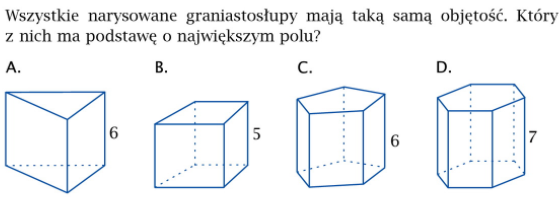 Wszystkie narysowane graniastosłupy mają taką samą objętość. Który
z nich ma podstawę o największym polu?
A. B. C. D.
6 5 6 7